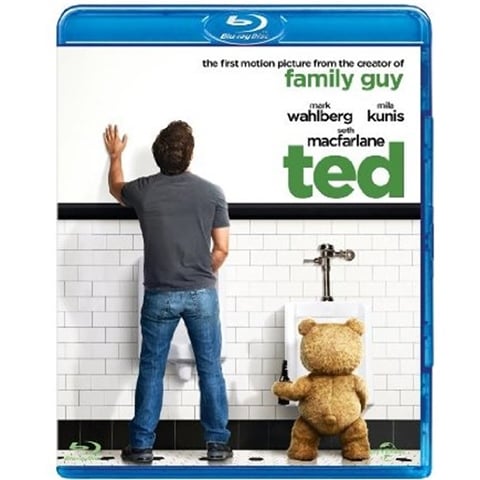 Blu-ray Disc
the first motion picture from the creator of
family guy
mark mila
wahlberg kunis
seth
macfarlane
ted